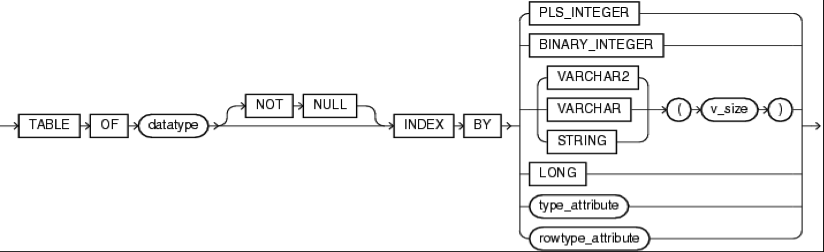 PLS_INTEGER
BINARY_INTEGER
VARCHAR2
NOT NULL
VARCHAR ( v_size )
TABLE OF datatype INDEX BY
STRING
LONG
type_attribute
rowtype_attribute